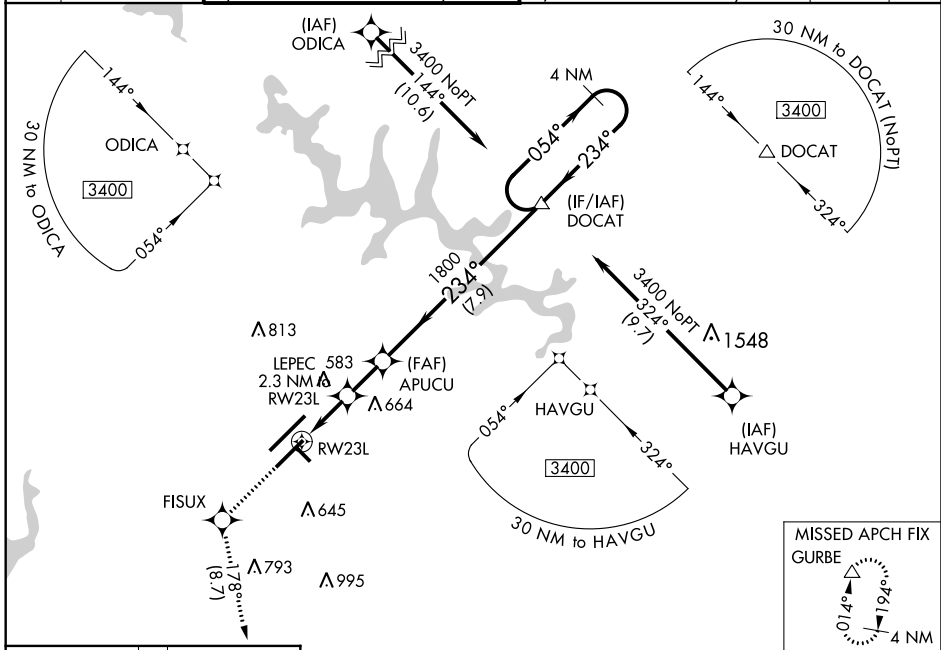 (IAF)
ODICA
3400 NoPT
144°
(10.6)
4 NM
054°
234°
(IF/IAF)
DOCAT
30 NM to DOCAT (NoPT)
144°
3400
DOCAT
324°
144°
ODICA
3400
054°
30 NM to ODICA
1800
234°
(7.9)
3400 NoPT
324°
(9.7)
1548
(IAF)
HAVGU
813
LEPEC
2.3 NM to
RW23L
583
(FAF)
APUCU
664
RW23L
HAVGU
054°
324°
3400
30 NM to HAVGU
FISUX
645
793
995
178°
(8.7)
MISSED APCH FIX
GURBE
014°
194°
4 NM